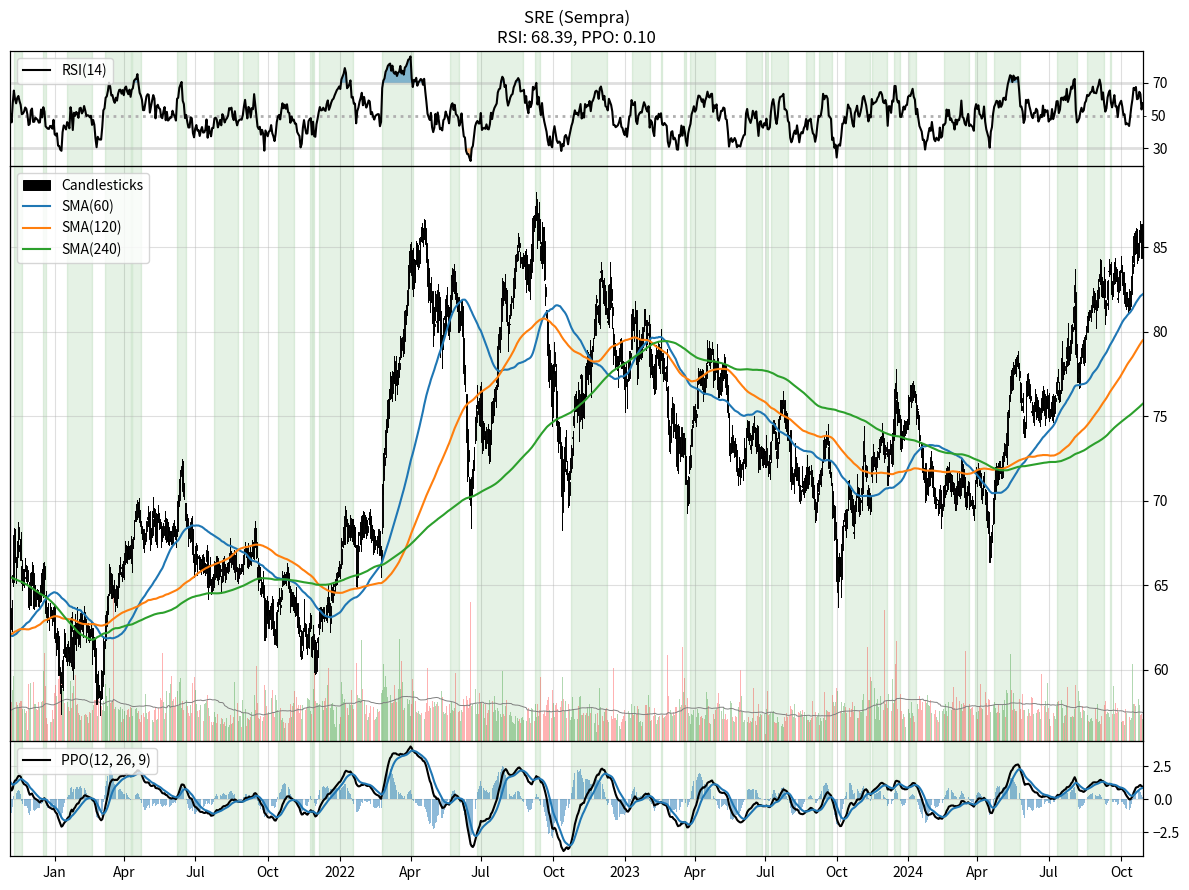 SRE (Sempra)
RSI: 68.39, PPO: 0.10
RSI(14)
70
50
30
Candlesticks
SMA(60)
SMA(120)
SMA(240)
85
80
75
70
65
60
PPO(12, 26, 9)
2.5
0.0
−2.5
Jan Apr Jul Oct 2022 Apr Jul Oct 2023 Apr Jul Oct 2024 Apr Jul Oct